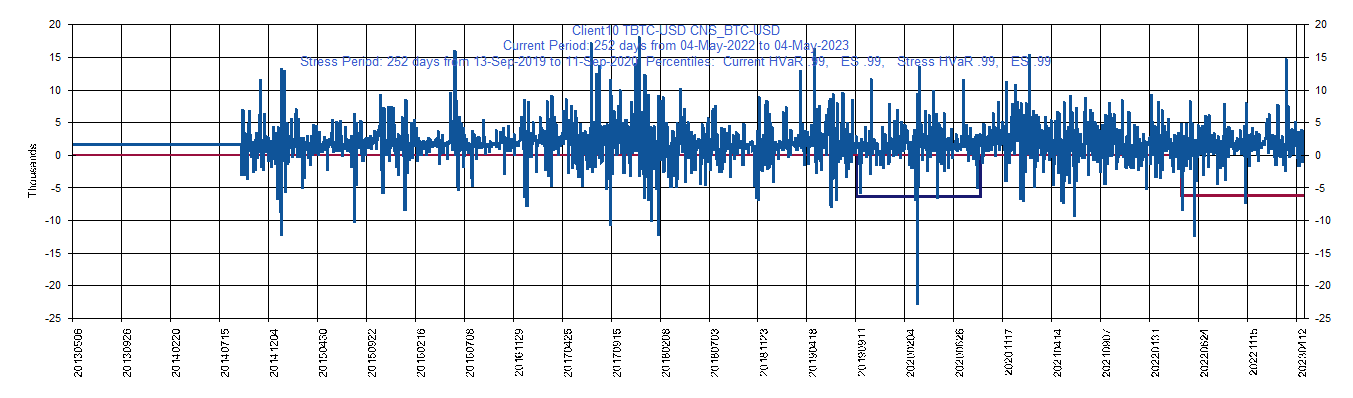 Client10 TBTC-USD CNS_BTC-USD
Current Period: 252 days from 04-May-2022 to 04-May-2023
Stress Period: 252 days from 13-Sep-2019 to 11-Sep-2020 Percentiles: Current HVaR .99, ES .99, Stress HVaR .99, ES .99
20 20
15 15
10 10
5 5
0 0
-5 -5
-10 -10
-15 -15
-20 -20
-25 -25
Thousands
20130506 20130926 20140220 20140715 20141204 20150430 20150922 20160216 20160708 20161129 20170425 20170915 20180208 20180703 20181123 20190418 20190911 20200204 20200626 20201117 20210414 20210907 20220131 20220624 20221115 20230412